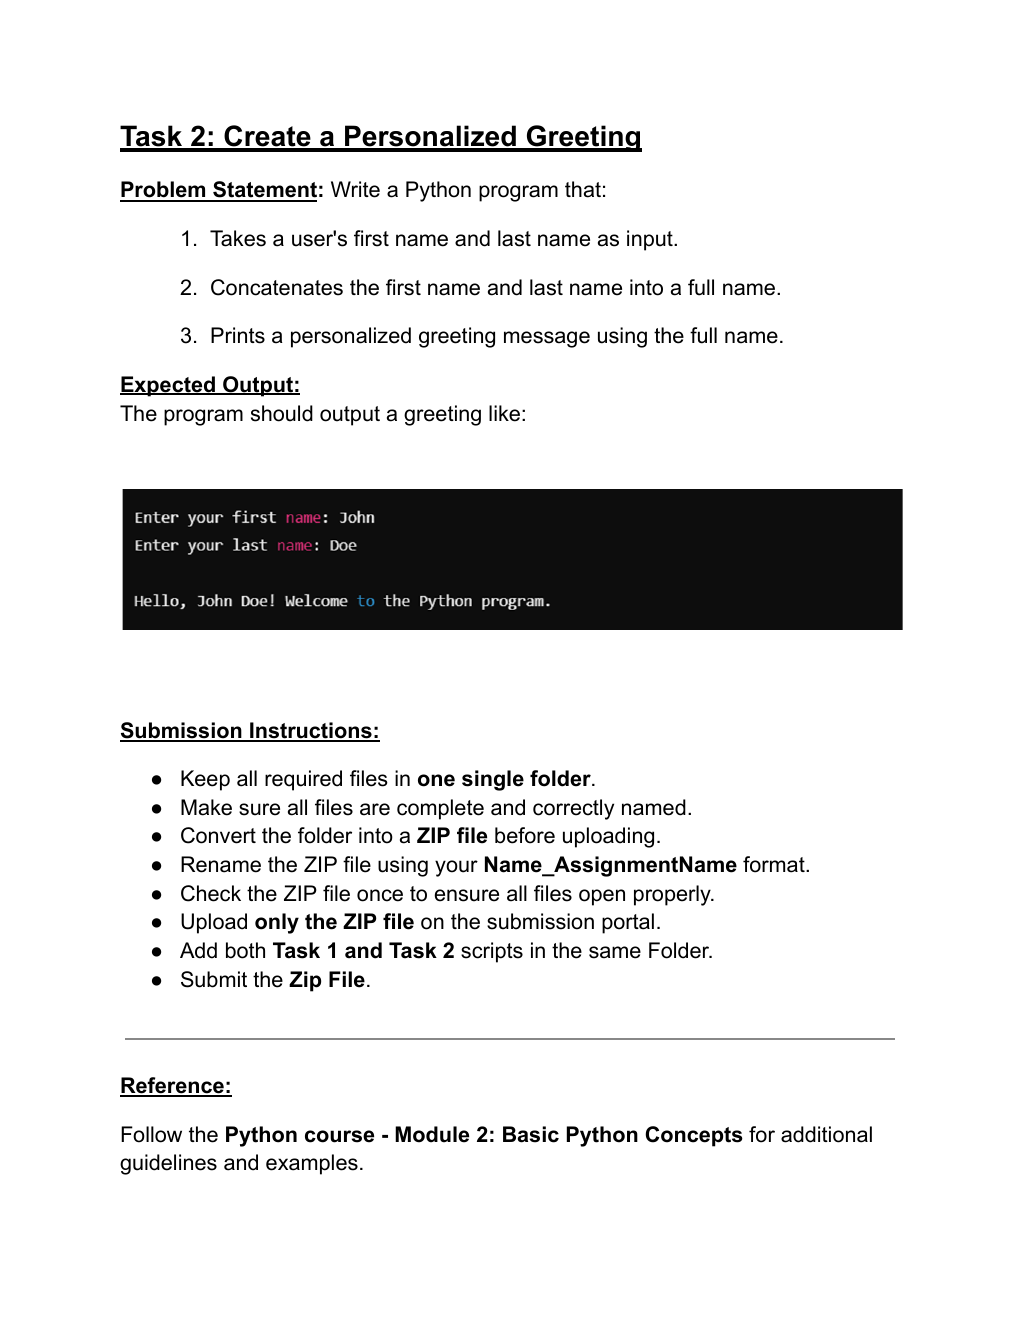 Task 2: Create a Personalized Greeting
Problem Statement: Write a Python program that:
1. Takes a user's first name and last name as input.
2. Concatenates the first name and last name into a full name.
3. Prints a personalized greeting message using the full name.
Expected Output:
The program should output a greeting like:
Enter your first name: John
Enter your last name: Doe
Hello, John Doe! Welcome to the Python program.
Submission Instructions:
● Keep all required files in one single folder.
● Make sure all files are complete and correctly named.
● Convert the folder into a ZIP file before uploading.
● Rename the ZIP file using your Name_AssignmentName format.
● Check the ZIP file once to ensure all files open properly.
● Upload only the ZIP file on the submission portal.
● Add both Task 1 and Task 2 scripts in the same Folder.
● Submit the Zip File.
Reference:
Follow the Python course - Module 2: Basic Python Concepts for additional
guidelines and examples.